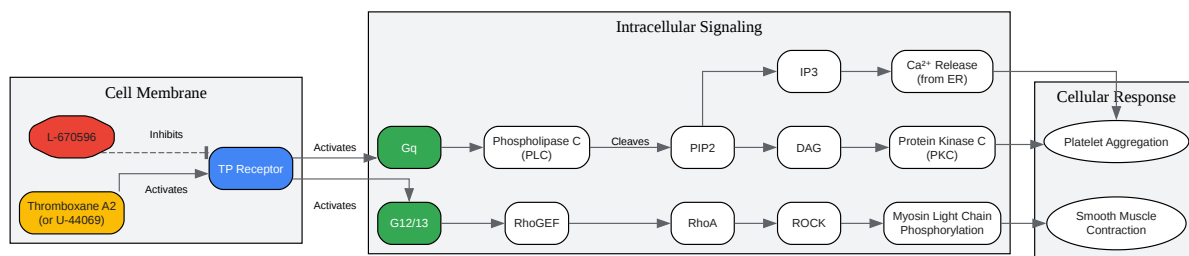 Cell Membrane
L-670596
Inhibits
TP Receptor
Activates
Thromboxane A2
(or U-44069)
Activates
Activates
Intracellular Signaling
Gq
Phospholipase C
(PLC)
Cleaves
PIP2
IP3
Ca²⁺ Release
(from ER)
DAG
Protein Kinase C
(PKC)
G12/13
RhoGEF
RhoA
ROCK
Myosin Light Chain
Phosphorylation
Cellular Response
Platelet Aggregation
Smooth Muscle
Contraction